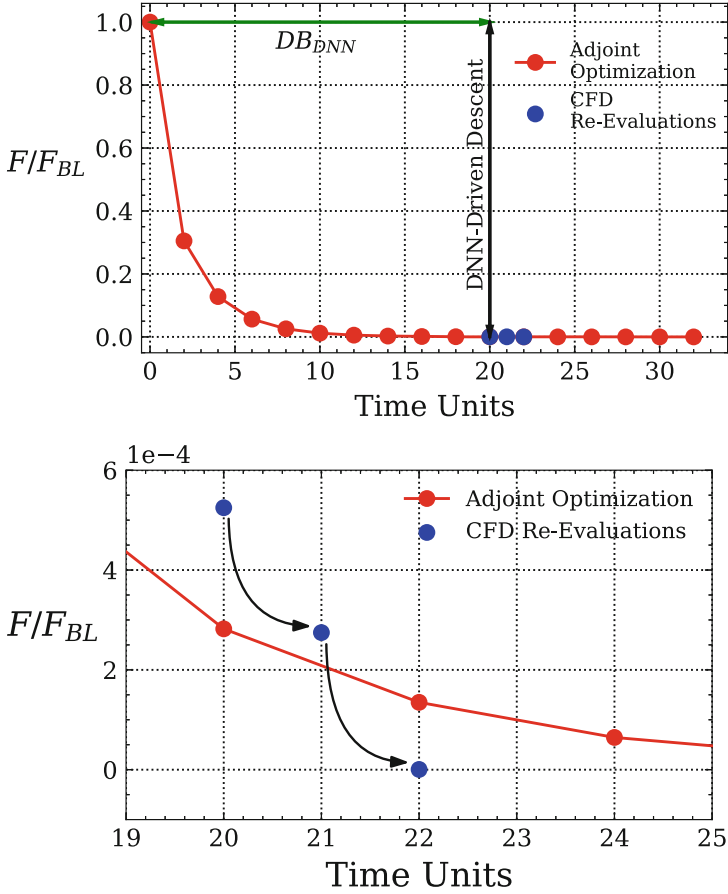 1.0
0.8
0.6
0.4
0.2
0.0
F/F_BL
DB_DNN
DNN-Driven Descent
Adjoint
Optimization
CFD
Re-Evaluations
0 5 10 15 20 25 30
Time Units
1e−4
6
4
2
0
F/F_BL
Adjoint Optimization
CFD Re-Evaluations
19 20 21 22 23 24 25
Time Units